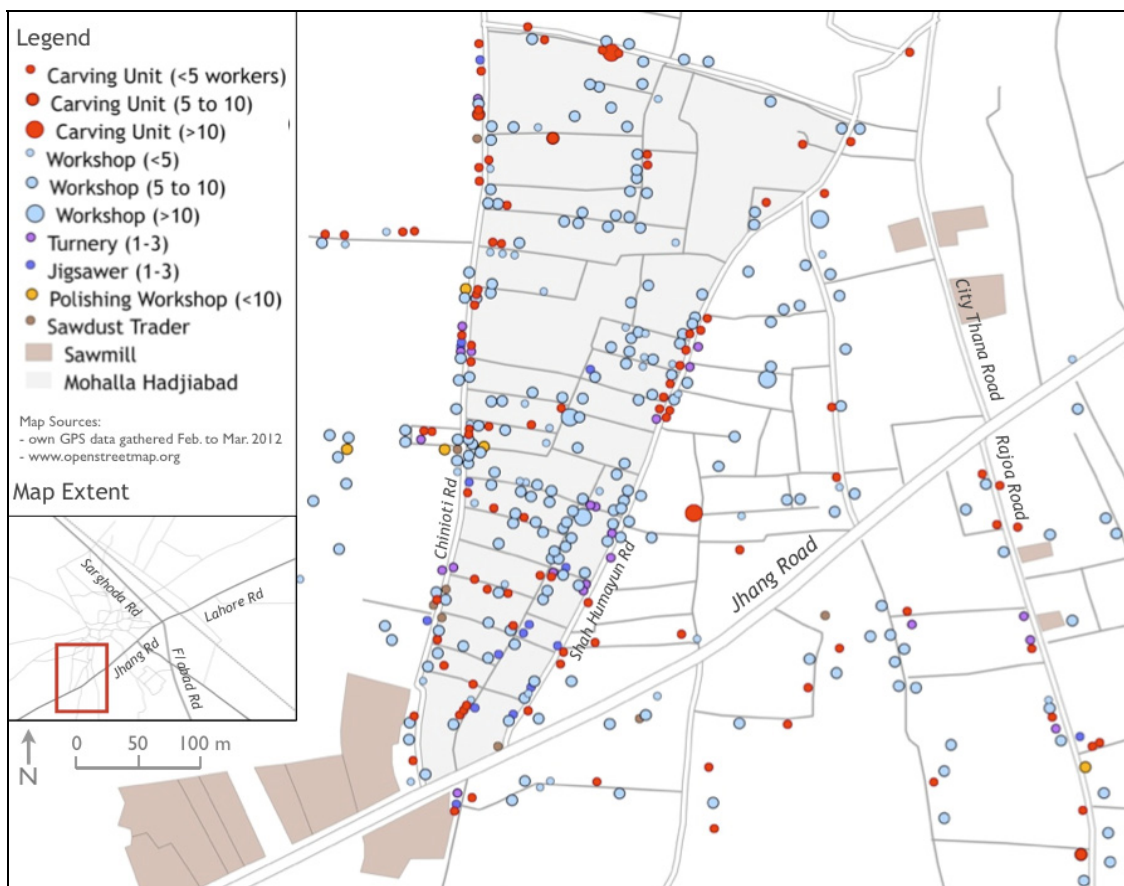 Legend
Carving Unit (<5 workers)
Carving Unit (5 to 10)
Carving Unit (>10)
Workshop (<5)
Workshop (5 to 10)
Workshop (>10)
Turnery (1-3)
Jigsawer (1-3)
Polishing Workshop (<10)
Sawdust Trader
Sawmill
Mohalla Hadjiabad
Map Sources:
- own GPS data gathered Feb. to Mar. 2012
- www.openstreetmap.org
Map Extent
Sarghoda Rd
Lahore Rd
Jhang Rd
F'abad Rd
N
0 50 100 m
Chinioti Rd
Shah Humayun Rd
Jhang Road
City Thana Road
Rajoa Road